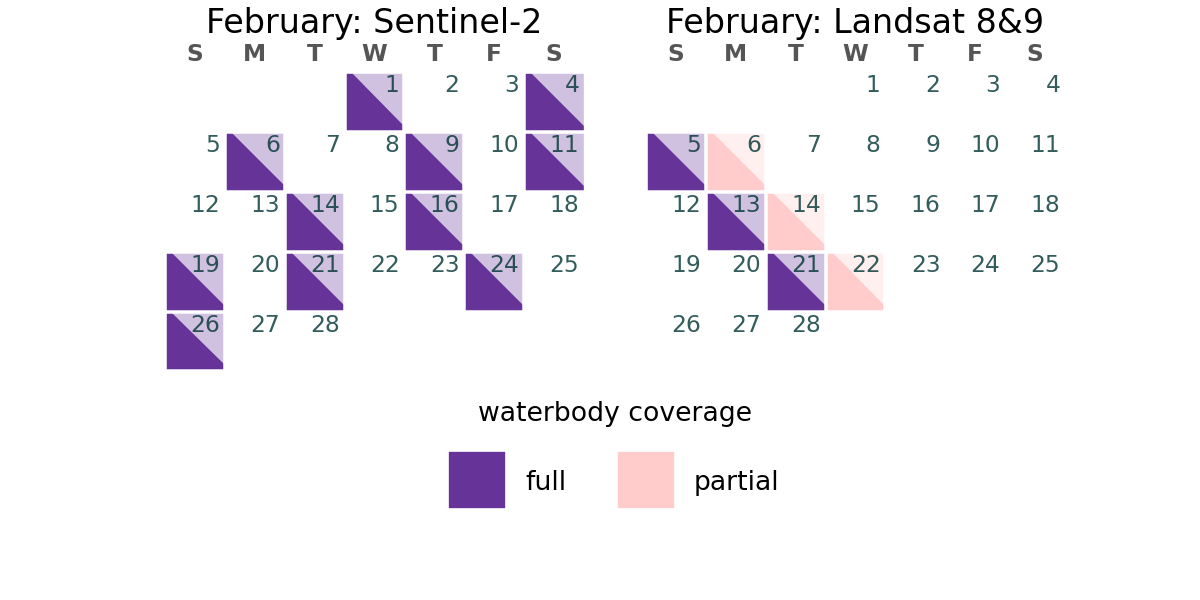 February: Sentinel-2
S M T W T F S
1 2 3 4
5 6 7 8 9 10 11
12 13 14 15 16 17 18
19 20 21 22 23 24 25
26 27 28
February: Landsat 8&9
S M T W T F S
1 2 3 4
5 6 7 8 9 10 11
12 13 14 15 16 17 18
19 20 21 22 23 24 25
26 27 28
waterbody coverage
full partial